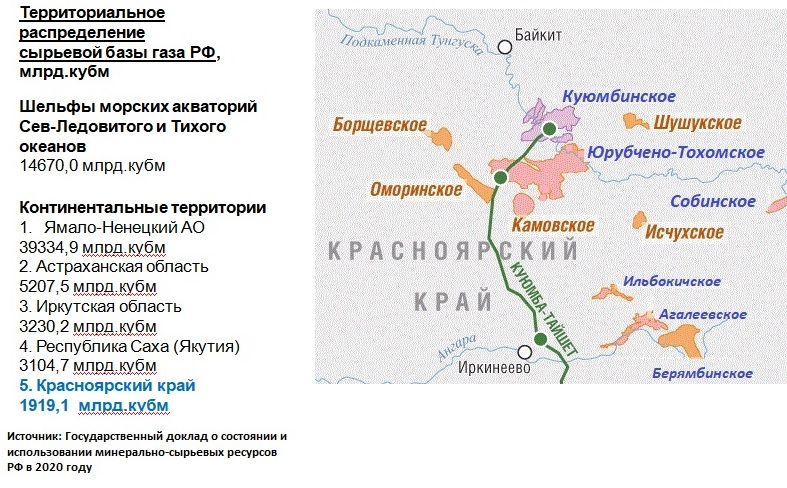 Территориальное
распределение
сырьевой базы газа РФ,
млрд.кубм
Шельфы морских акваторий
Сев-Ледовитого и Тихого
океанов
14670,0 млрд.кубм
Континентальные территории
1. Ямало-Ненецкий АО
39334,9 млрд.кубм
2. Астраханская область
5207,5 млрд.кубм
3. Иркутская область
3230,2 млрд.кубм
4. Республика Саха (Якутия)
3104,7 млрд.кубм
5. Красноярский край
1919,1 млрд.кубм
Источник: Государственный доклад о состоянии и
использовании минерально-сырьевых ресурсов
РФ в 2020 году
Байкит
Подкаменная Тунгуска
Куюмбинское
Борщевское
Шушукское
Юрубчено-Тохомское
Оморинское
Собинское
Камовское
Исчухское
КРАСНОЯРСКИЙ
КРАЙ
КУЮМБА-ТАЙШЕТ
Ильбокичское
Агалеевское
Ангара
Иркинеево
Берямбинское